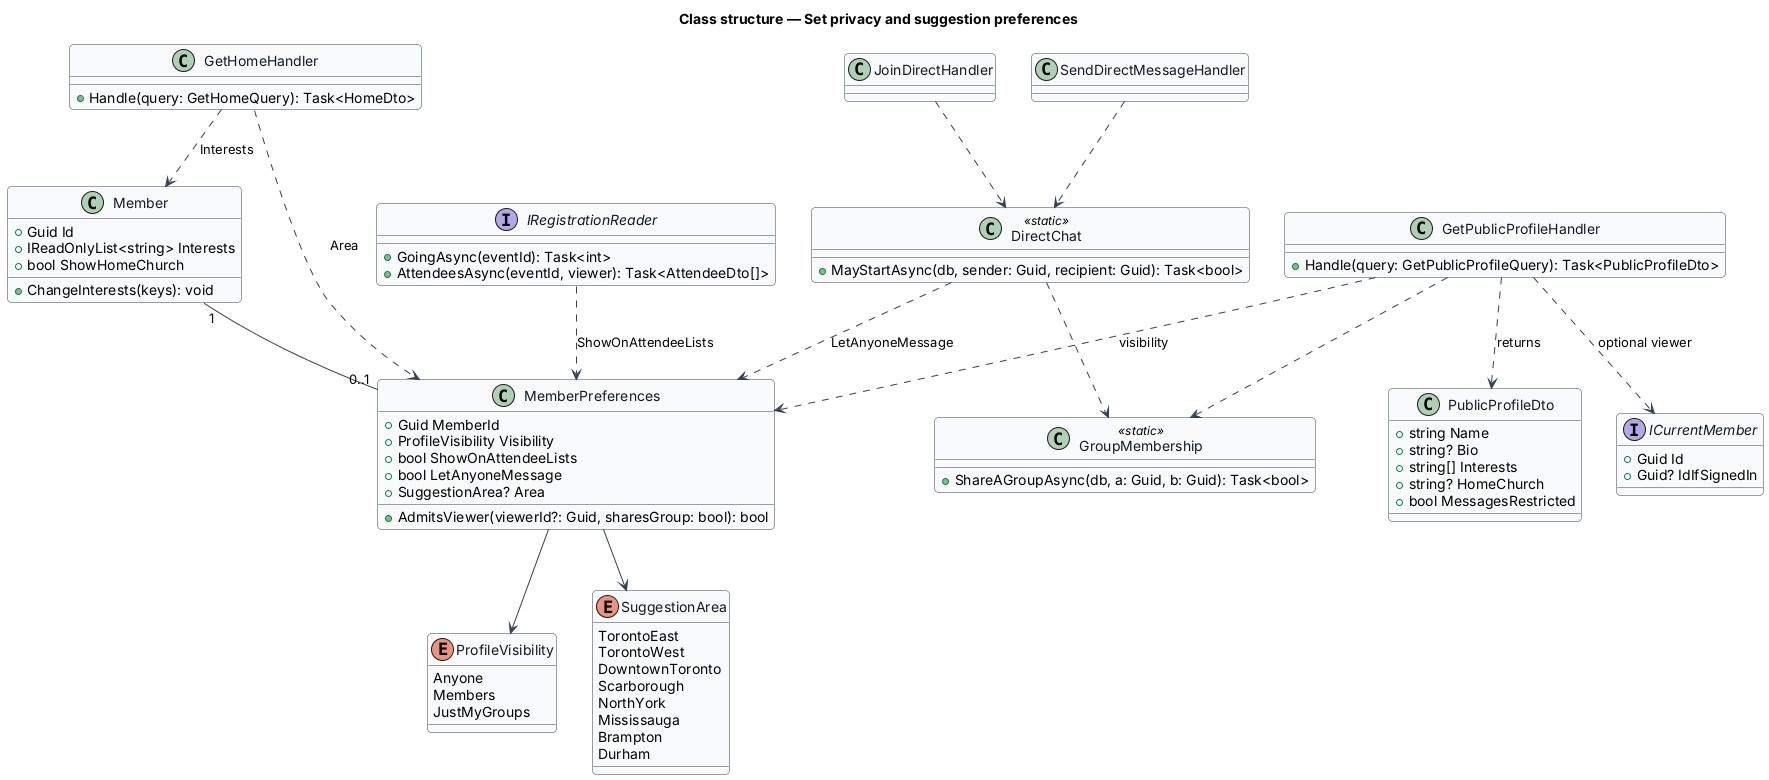 Class structure — Set privacy and suggestion preferences
C GetHomeHandler
Handle(query: GetHomeQuery): Task<HomeDto>
C JoinDirectHandler
C SendDirectMessageHandler
Interests
Area
C Member
Guid Id
IReadOnlyList<string> Interests
bool ShowHomeChurch
ChangeInterests(keys): void
I IRegistrationReader
GoingAsync(eventId): Task<int>
AttendeesAsync(eventId, viewer): Task<AttendeeDto[]>
«static»
C DirectChat
MayStartAsync(db, sender: Guid, recipient: Guid): Task<bool>
C GetPublicProfileHandler
Handle(query: GetPublicProfileQuery): Task<PublicProfileDto>
1
0..1
ShowOnAttendeeLists
LetAnyoneMessage
visibility
returns
optional viewer
C MemberPreferences
Guid MemberId
ProfileVisibility Visibility
bool ShowOnAttendeeLists
bool LetAnyoneMessage
SuggestionArea? Area
AdmitsViewer(viewerId?: Guid, sharesGroup: bool): bool
«static»
C GroupMembership
ShareAGroupAsync(db, a: Guid, b: Guid): Task<bool>
C PublicProfileDto
string Name
string? Bio
string[] Interests
string? HomeChurch
bool MessagesRestricted
I ICurrentMember
Guid Id
Guid? IdIfSignedIn
E ProfileVisibility
Anyone
Members
JustMyGroups
E SuggestionArea
TorontoEast
TorontoWest
DowntownToronto
Scarborough
NorthYork
Mississauga
Brampton
Durham